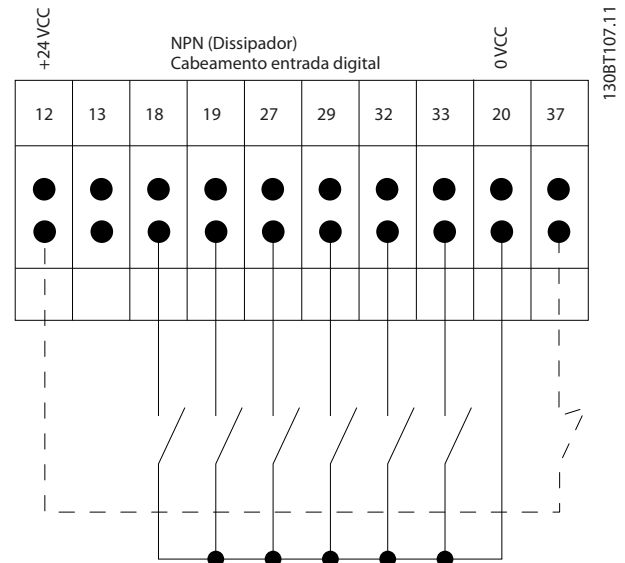 +24 VCC
NPN (Dissipador)
Cabeamento entrada digital
0 VCC
130BT107.11
12 13 18 19 27 29 32 33 20 37